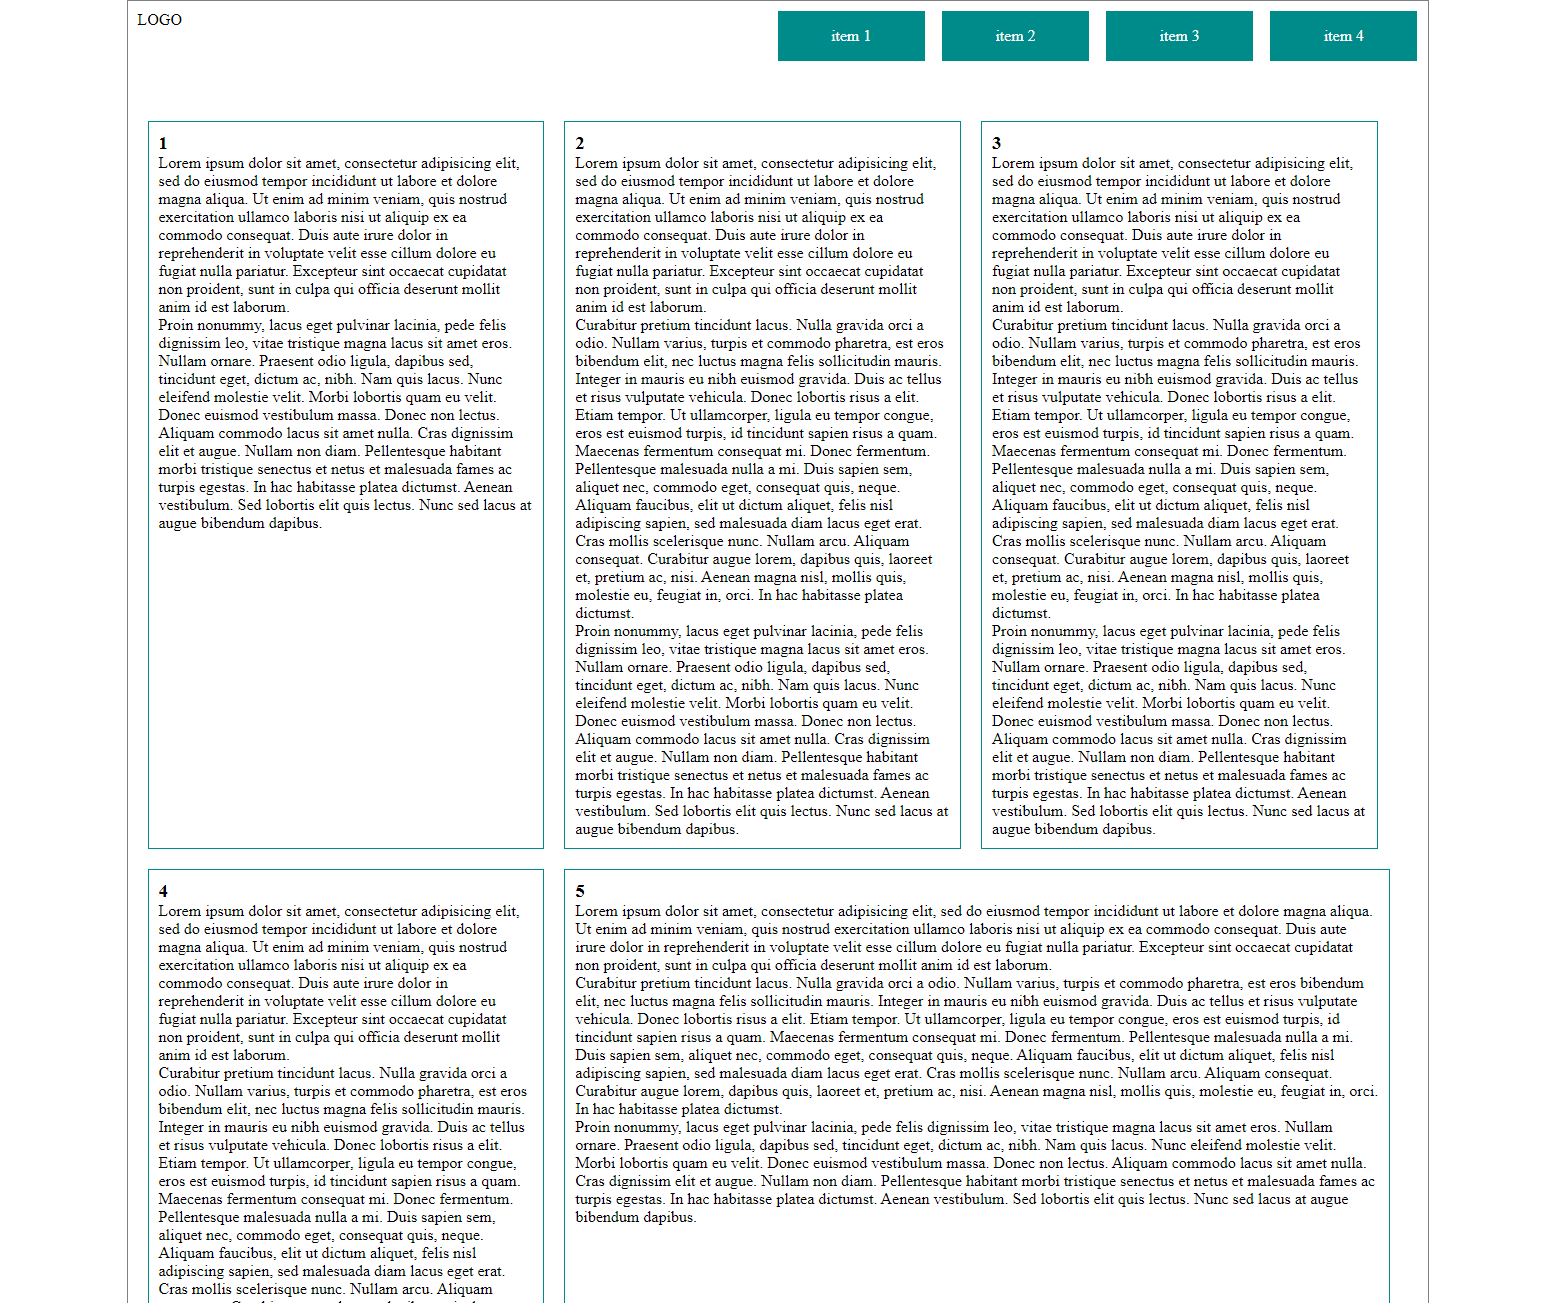 LOGO
item 1
item 2
item 3
item 4
1
Lorem ipsum dolor sit amet, consectetur adipisicing elit,
sed do eiusmod tempor incididunt ut labore et dolore
magna aliqua. Ut enim ad minim veniam, quis nostrud
exercitation ullamco laboris nisi ut aliquip ex ea
commodo consequat. Duis aute irure dolor in
reprehenderit in voluptate velit esse cillum dolore eu
fugiat nulla pariatur. Excepteur sint occaecat cupidatat
non proident, sunt in culpa qui officia deserunt mollit
anim id est laborum.
Proin nonummy, lacus eget pulvinar lacinia, pede felis
dignissim leo, vitae tristique magna lacus sit amet eros.
Nullam ornare. Praesent odio ligula, dapibus sed,
tincidunt eget, dictum ac, nibh. Nam quis lacus. Nunc
eleifend molestie velit. Morbi lobortis quam eu velit.
Donec euismod vestibulum massa. Donec non lectus.
Aliquam commodo lacus sit amet nulla. Cras dignissim
elit et augue. Nullam non diam. Pellentesque habitant
morbi tristique senectus et netus et malesuada fames ac
turpis egestas. In hac habitasse platea dictumst. Aenean
vestibulum. Sed lobortis elit quis lectus. Nunc sed lacus at
augue bibendum dapibus.
2
Lorem ipsum dolor sit amet, consectetur adipisicing elit,
sed do eiusmod tempor incididunt ut labore et dolore
magna aliqua. Ut enim ad minim veniam, quis nostrud
exercitation ullamco laboris nisi ut aliquip ex ea
commodo consequat. Duis aute irure dolor in
reprehenderit in voluptate velit esse cillum dolore eu
fugiat nulla pariatur. Excepteur sint occaecat cupidatat
non proident, sunt in culpa qui officia deserunt mollit
anim id est laborum.
Curabitur pretium tincidunt lacus. Nulla gravida orci a
odio. Nullam varius, turpis et commodo pharetra, est eros
bibendum elit, nec luctus magna felis sollicitudin mauris.
Integer in mauris eu nibh euismod gravida. Duis ac tellus
et risus vulputate vehicula. Donec lobortis risus a elit.
Etiam tempor. Ut ullamcorper, ligula eu tempor congue,
eros est euismod turpis, id tincidunt sapien risus a quam.
Maecenas fermentum consequat mi. Donec fermentum.
Pellentesque malesuada nulla a mi. Duis sapien sem,
aliquet nec, commodo eget, consequat quis, neque.
Aliquam faucibus, elit ut dictum aliquet, felis nisl
adipiscing sapien, sed malesuada diam lacus eget erat.
Cras mollis scelerisque nunc. Nullam arcu. Aliquam
consequat. Curabitur augue lorem, dapibus quis, laoreet
et, pretium ac, nisi. Aenean magna nisl, mollis quis,
molestie eu, feugiat in, orci. In hac habitasse platea
dictumst.
Proin nonummy, lacus eget pulvinar lacinia, pede felis
dignissim leo, vitae tristique magna lacus sit amet eros.
Nullam ornare. Praesent odio ligula, dapibus sed,
tincidunt eget, dictum ac, nibh. Nam quis lacus. Nunc
eleifend molestie velit. Morbi lobortis quam eu velit.
Donec euismod vestibulum massa. Donec non lectus.
Aliquam commodo lacus sit amet nulla. Cras dignissim
elit et augue. Nullam non diam. Pellentesque habitant
morbi tristique senectus et netus et malesuada fames ac
turpis egestas. In hac habitasse platea dictumst. Aenean
vestibulum. Sed lobortis elit quis lectus. Nunc sed lacus at
augue bibendum dapibus.
3
Lorem ipsum dolor sit amet, consectetur adipisicing elit,
sed do eiusmod tempor incididunt ut labore et dolore
magna aliqua. Ut enim ad minim veniam, quis nostrud
exercitation ullamco laboris nisi ut aliquip ex ea
commodo consequat. Duis aute irure dolor in
reprehenderit in voluptate velit esse cillum dolore eu
fugiat nulla pariatur. Excepteur sint occaecat cupidatat
non proident, sunt in culpa qui officia deserunt mollit
anim id est laborum.
Curabitur pretium tincidunt lacus. Nulla gravida orci a
odio. Nullam varius, turpis et commodo pharetra, est eros
bibendum elit, nec luctus magna felis sollicitudin mauris.
Integer in mauris eu nibh euismod gravida. Duis ac tellus
et risus vulputate vehicula. Donec lobortis risus a elit.
Etiam tempor. Ut ullamcorper, ligula eu tempor congue,
eros est euismod turpis, id tincidunt sapien risus a quam.
Maecenas fermentum consequat mi. Donec fermentum.
Pellentesque malesuada nulla a mi. Duis sapien sem,
aliquet nec, commodo eget, consequat quis, neque.
Aliquam faucibus, elit ut dictum aliquet, felis nisl
adipiscing sapien, sed malesuada diam lacus eget erat.
Cras mollis scelerisque nunc. Nullam arcu. Aliquam
consequat. Curabitur augue lorem, dapibus quis, laoreet
et, pretium ac, nisi. Aenean magna nisl, mollis quis,
molestie eu, feugiat in, orci. In hac habitasse platea
dictumst.
Proin nonummy, lacus eget pulvinar lacinia, pede felis
dignissim leo, vitae tristique magna lacus sit amet eros.
Nullam ornare. Praesent odio ligula, dapibus sed,
tincidunt eget, dictum ac, nibh. Nam quis lacus. Nunc
eleifend molestie velit. Morbi lobortis quam eu velit.
Donec euismod vestibulum massa. Donec non lectus.
Aliquam commodo lacus sit amet nulla. Cras dignissim
elit et augue. Nullam non diam. Pellentesque habitant
morbi tristique senectus et netus et malesuada fames ac
turpis egestas. In hac habitasse platea dictumst. Aenean
vestibulum. Sed lobortis elit quis lectus. Nunc sed lacus at
augue bibendum dapibus.
4
Lorem ipsum dolor sit amet, consectetur adipisicing elit,
sed do eiusmod tempor incididunt ut labore et dolore
magna aliqua. Ut enim ad minim veniam, quis nostrud
exercitation ullamco laboris nisi ut aliquip ex ea
commodo consequat. Duis aute irure dolor in
reprehenderit in voluptate velit esse cillum dolore eu
fugiat nulla pariatur. Excepteur sint occaecat cupidatat
non proident, sunt in culpa qui officia deserunt mollit
anim id est laborum.
Curabitur pretium tincidunt lacus. Nulla gravida orci a
odio. Nullam varius, turpis et commodo pharetra, est eros
bibendum elit, nec luctus magna felis sollicitudin mauris.
Integer in mauris eu nibh euismod gravida. Duis ac tellus
et risus vulputate vehicula. Donec lobortis risus a elit.
Etiam tempor. Ut ullamcorper, ligula eu tempor congue,
eros est euismod turpis, id tincidunt sapien risus a quam.
Maecenas fermentum consequat mi. Donec fermentum.
Pellentesque malesuada nulla a mi. Duis sapien sem,
aliquet nec, commodo eget, consequat quis, neque.
Aliquam faucibus, elit ut dictum aliquet, felis nisl
adipiscing sapien, sed malesuada diam lacus eget erat.
Cras mollis scelerisque nunc. Nullam arcu. Aliquam
5
Lorem ipsum dolor sit amet, consectetur adipisicing elit, sed do eiusmod tempor incididunt ut labore et dolore magna aliqua.
Ut enim ad minim veniam, quis nostrud exercitation ullamco laboris nisi ut aliquip ex ea commodo consequat. Duis aute
irure dolor in reprehenderit in voluptate velit esse cillum dolore eu fugiat nulla pariatur. Excepteur sint occaecat cupidatat
non proident, sunt in culpa qui officia deserunt mollit anim id est laborum.
Curabitur pretium tincidunt lacus. Nulla gravida orci a odio. Nullam varius, turpis et commodo pharetra, est eros bibendum
elit, nec luctus magna felis sollicitudin mauris. Integer in mauris eu nibh euismod gravida. Duis ac tellus et risus vulputate
vehicula. Donec lobortis risus a elit. Etiam tempor. Ut ullamcorper, ligula eu tempor congue, eros est euismod turpis, id
tincidunt sapien risus a quam. Maecenas fermentum consequat mi. Donec fermentum. Pellentesque malesuada nulla a mi.
Duis sapien sem, aliquet nec, commodo eget, consequat quis, neque. Aliquam faucibus, elit ut dictum aliquet, felis nisl
adipiscing sapien, sed malesuada diam lacus eget erat. Cras mollis scelerisque nunc. Nullam arcu. Aliquam consequat.
Curabitur augue lorem, dapibus quis, laoreet et, pretium ac, nisi. Aenean magna nisl, mollis quis, molestie eu, feugiat in, orci.
In hac habitasse platea dictumst.
Proin nonummy, lacus eget pulvinar lacinia, pede felis dignissim leo, vitae tristique magna lacus sit amet eros. Nullam
ornare. Praesent odio ligula, dapibus sed, tincidunt eget, dictum ac, nibh. Nam quis lacus. Nunc eleifend molestie velit.
Morbi lobortis quam eu velit. Donec euismod vestibulum massa. Donec non lectus. Aliquam commodo lacus sit amet nulla.
Cras dignissim elit et augue. Nullam non diam. Pellentesque habitant morbi tristique senectus et netus et malesuada fames ac
turpis egestas. In hac habitasse platea dictumst. Aenean vestibulum. Sed lobortis elit quis lectus. Nunc sed lacus at augue
bibendum dapibus.